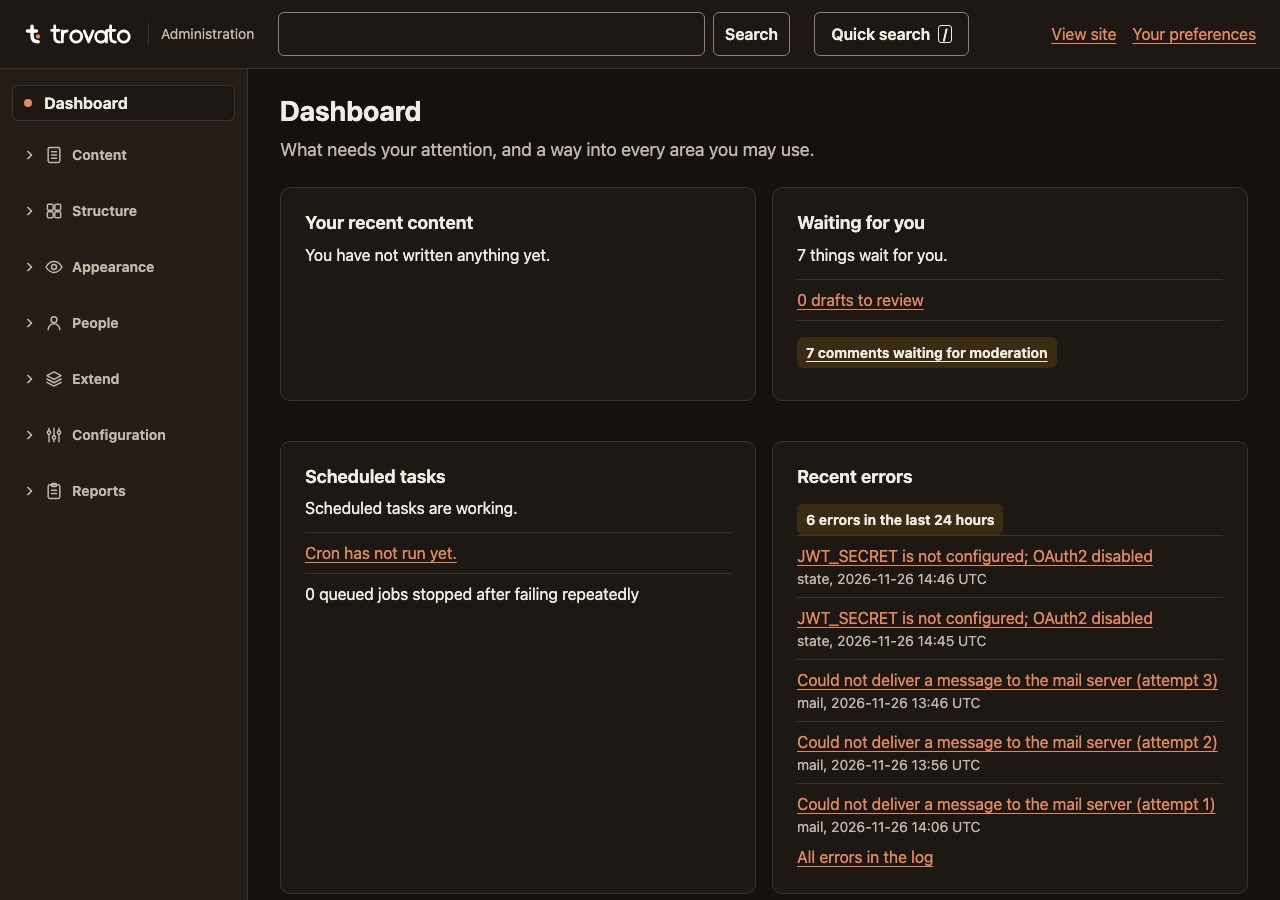 trovato
Administration
Search
Quick search /
View site
Your preferences
Dashboard
Content
Structure
Appearance
People
Extend
Configuration
Reports
Dashboard
What needs your attention, and a way into every area you may use.
Your recent content
You have not written anything yet.
Waiting for you
7 things wait for you.
0 drafts to review
7 comments waiting for moderation
Scheduled tasks
Scheduled tasks are working.
Cron has not run yet.
0 queued jobs stopped after failing repeatedly
Recent errors
6 errors in the last 24 hours
JWT_SECRET is not configured; OAuth2 disabled
state, 2026-11-26 14:46 UTC
JWT_SECRET is not configured; OAuth2 disabled
state, 2026-11-26 14:45 UTC
Could not deliver a message to the mail server (attempt 3)
mail, 2026-11-26 13:46 UTC
Could not deliver a message to the mail server (attempt 2)
mail, 2026-11-26 13:56 UTC
Could not deliver a message to the mail server (attempt 1)
mail, 2026-11-26 14:06 UTC
All errors in the log